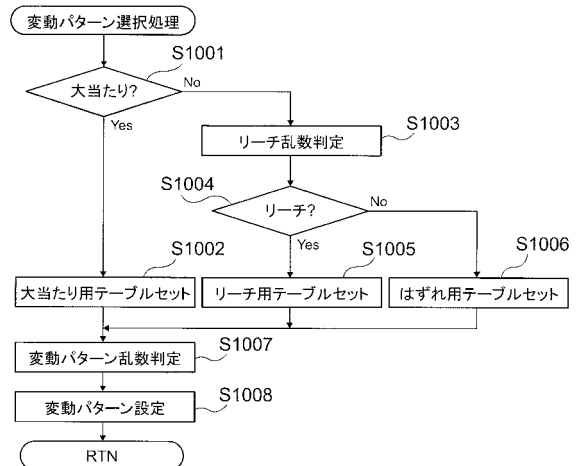 変動パターン選択処理
S1001
大当たり?
No
Yes
S1003
リーチ乱数判定
S1004
リーチ?
No
Yes
S1002
S1005
S1006
大当たり用テーブルセット
リーチ用テーブルセット
はずれ用テーブルセット
S1007
変動パターン乱数判定
S1008
変動パターン設定
RTN